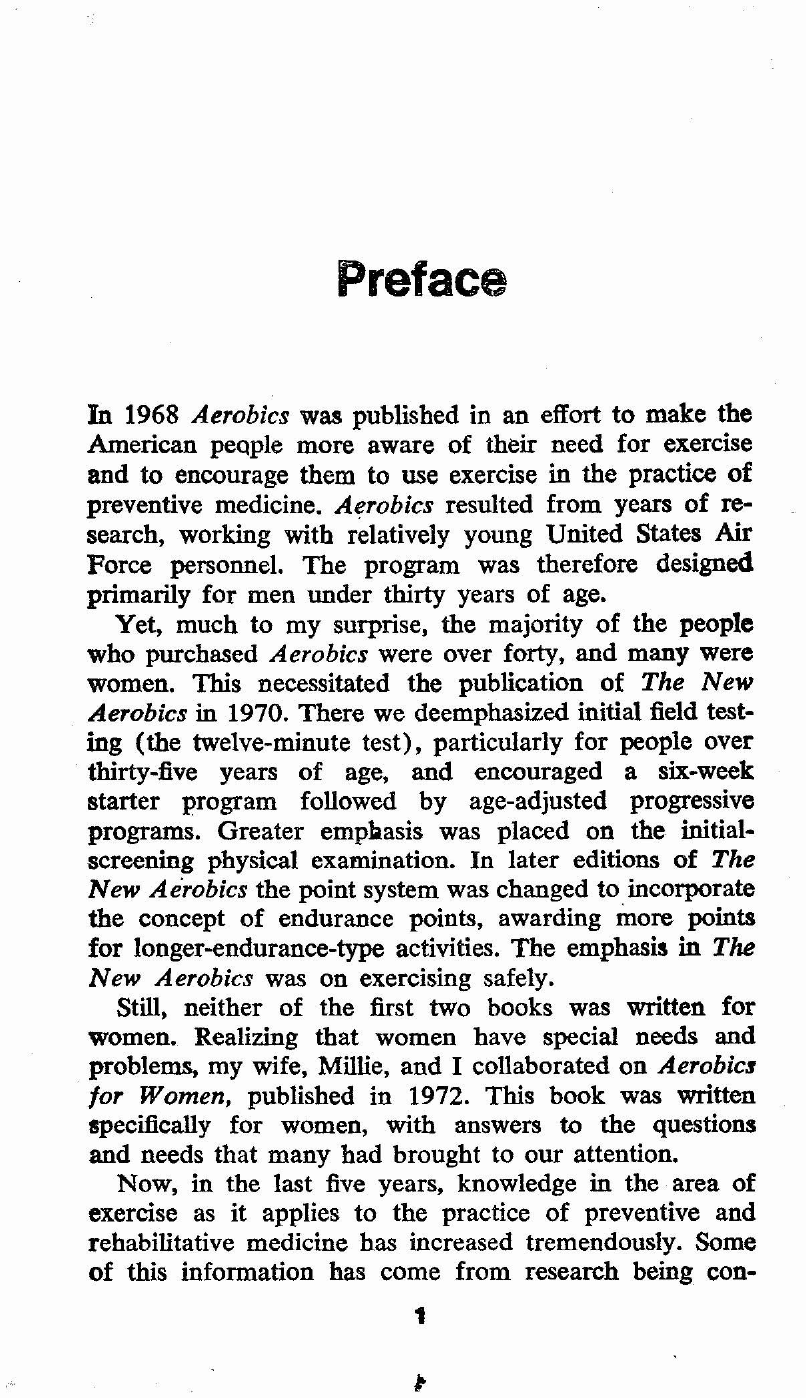 Preface
In 1968 Aerobics was published in an effort to make the
American people more aware of their need for exercise
and to encourage them to use exercise in the practice of
preventive medicine. Aerobics resulted from years of re-
search, working with relatively young United States Air
Force personnel. The program was therefore designed
primarily for men under thirty years of age.
Yet, much to my surprise, the majority of the people
who purchased Aerobics were over forty, and many were
women. This necessitated the publication of The New
Aerobics in 1970. There we deemphasized initial field test-
ing (the twelve-minute test), particularly for people over
thirty-five years of age, and encouraged a six-week
starter program followed by age-adjusted progressive
programs. Greater emphasis was placed on the initial-
screening physical examination. In later editions of The
New Aerobics the point system was changed to incorporate
the concept of endurance points, awarding more points
for longer-endurance-type activities. The emphasis in The
New Aerobics was on exercising safely.
Still, neither of the first two books was written for
women. Realizing that women have special needs and
problems, my wife, Millie, and I collaborated on Aerobics
for Women, published in 1972. This book was written
specifically for women, with answers to the questions
and needs that many had brought to our attention.
Now, in the last five years, knowledge in the area of
exercise as it applies to the practice of preventive and
rehabilitative medicine has increased tremendously. Some
of this information has come from research being con-
1